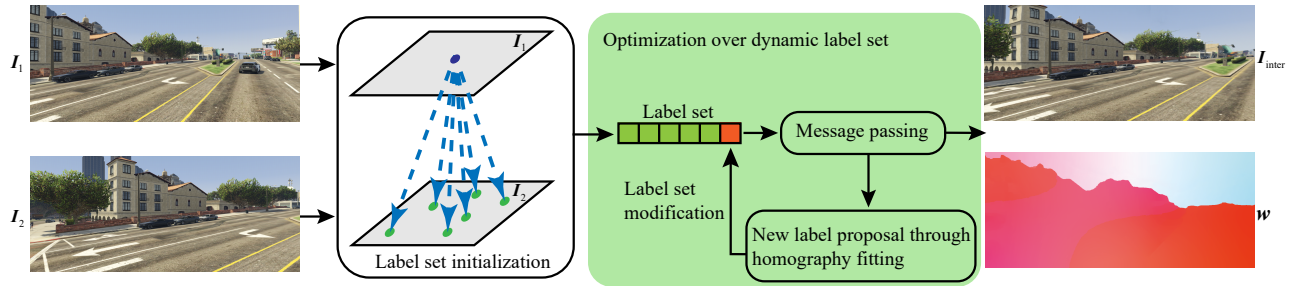 I1
I2
I1
I2
Label set initialization
Optimization over dynamic label set
Label set
Message passing
Label set
modification
New label proposal through
homography fitting
Iinter
w